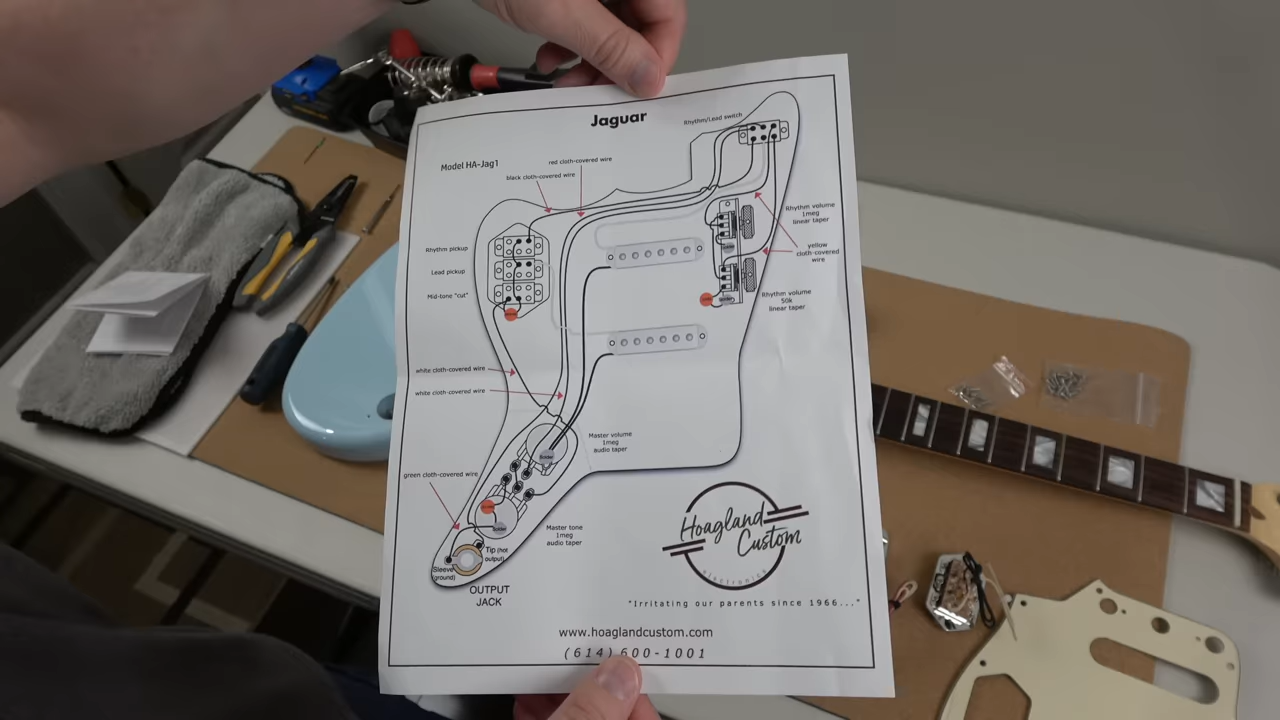 Jaguar
Rhythm/Lead switch
Model HA-Jag1
red cloth-covered wire
black cloth-covered wire
Rhythm volume
1meg
linear taper
Rhythm pickup
yellow
cloth-covered
wire
Lead pickup
Mid-tone "cut"
Rhythm volume
50k
linear taper
white cloth-covered wire
white cloth-covered wire
Master volume
1meg
audio taper
Solder
green cloth-covered wire
Master tone
1meg
audio taper
Solder
Tip (hot
output)
Sleeve
(ground)
OUTPUT
JACK
Hoagland
Custom
electronics
"Irritating our parents since 1966..."
www.hoaglandcustom.com
(614) 600-1001